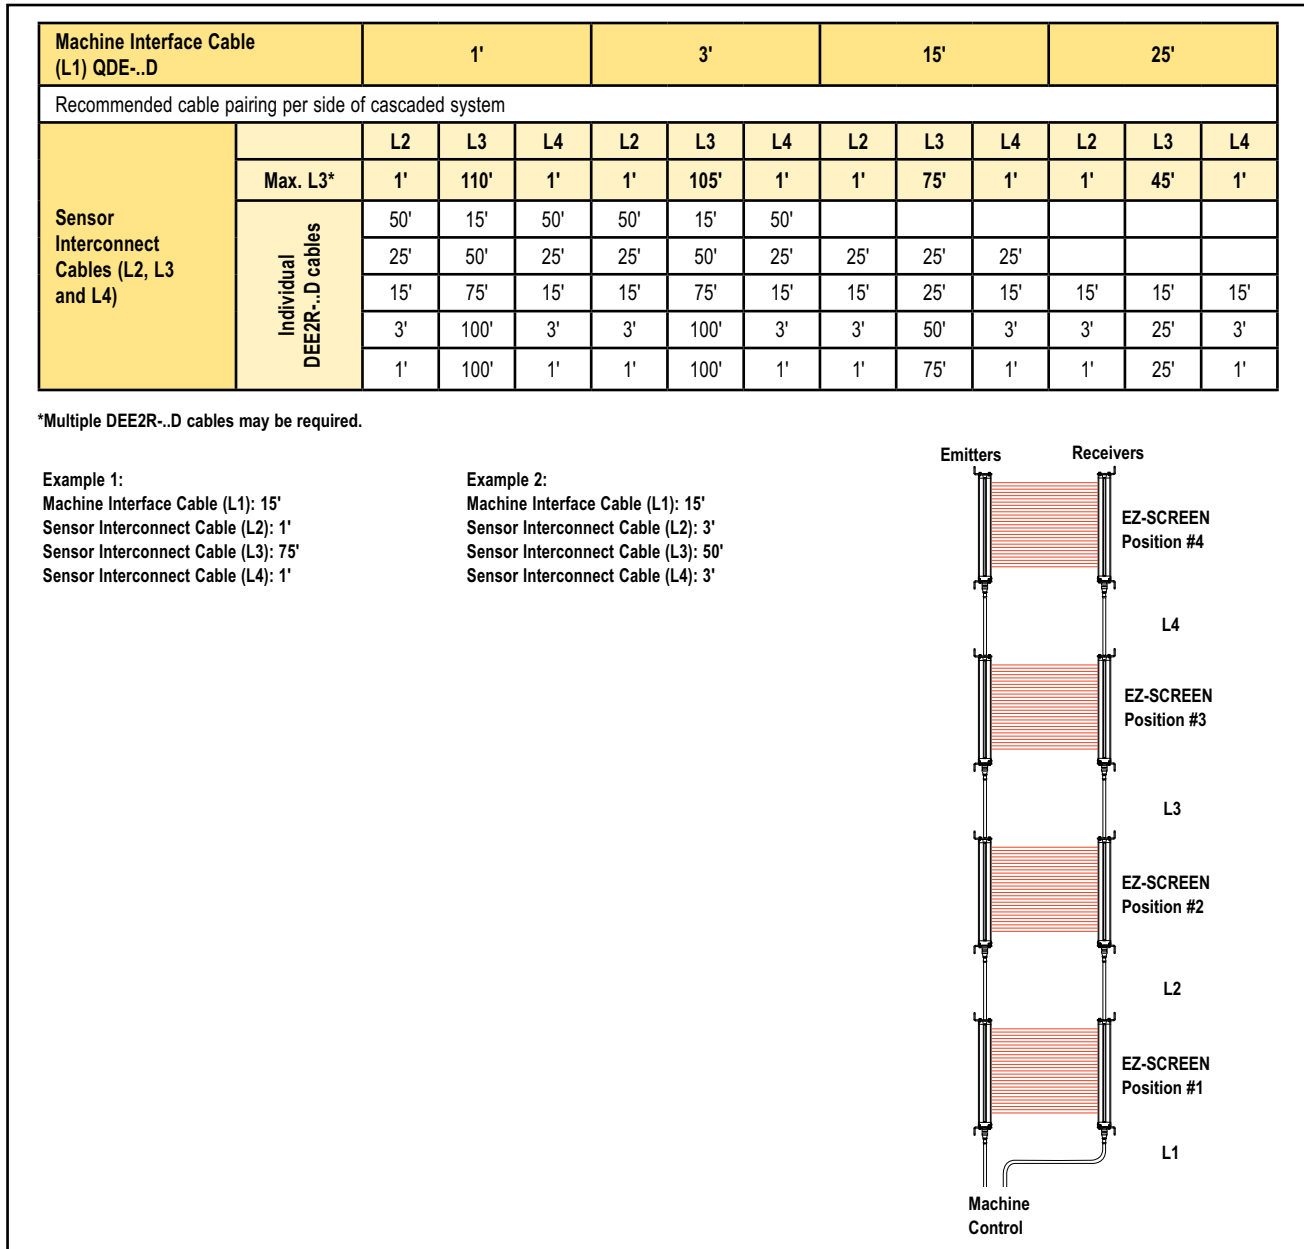 Machine Interface Cable
(L1) QDE-..D
1' 3' 15' 25'
Recommended cable pairing per side of cascaded system
Sensor
Interconnect
Cables (L2, L3
and L4)
L2 L3 L4 L2 L3 L4 L2 L3 L4 L2 L3 L4
Max. L3* 1' 110' 1' 1' 105' 1' 1' 75' 1' 1' 45' 1'
Individual
DEE2R-..D cables
50' 15' 50' 50' 15' 50'
25' 50' 25' 25' 50' 25' 25' 25' 25'
15' 75' 15' 15' 75' 15' 15' 25' 15' 15' 15' 15'
3' 100' 3' 3' 100' 3' 3' 50' 3' 3' 25' 3'
1' 100' 1' 1' 100' 1' 1' 75' 1' 1' 25' 1'
*Multiple DEE2R-..D cables may be required.
Example 1:
Machine Interface Cable (L1): 15'
Sensor Interconnect Cable (L2): 1'
Sensor Interconnect Cable (L3): 75'
Sensor Interconnect Cable (L4): 1'
Example 2:
Machine Interface Cable (L1): 15'
Sensor Interconnect Cable (L2): 3'
Sensor Interconnect Cable (L3): 50'
Sensor Interconnect Cable (L4): 3'
Emitters Receivers
EZ-SCREEN
Position #4
L4
EZ-SCREEN
Position #3
L3
EZ-SCREEN
Position #2
L2
EZ-SCREEN
Position #1
L1
Machine
Control